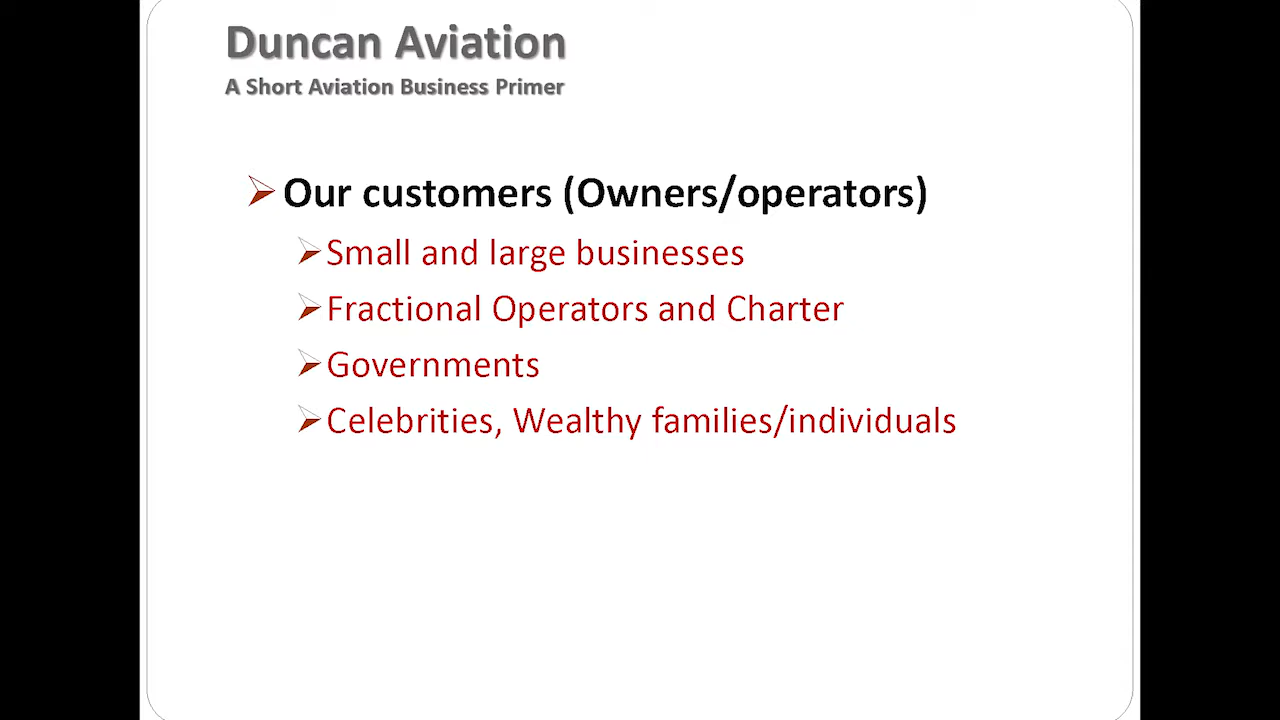 Duncan Aviation
A Short Aviation Business Primer
Our customers (Owners/operators)
Small and large businesses
Fractional Operators and Charter
Governments
Celebrities, Wealthy families/individuals